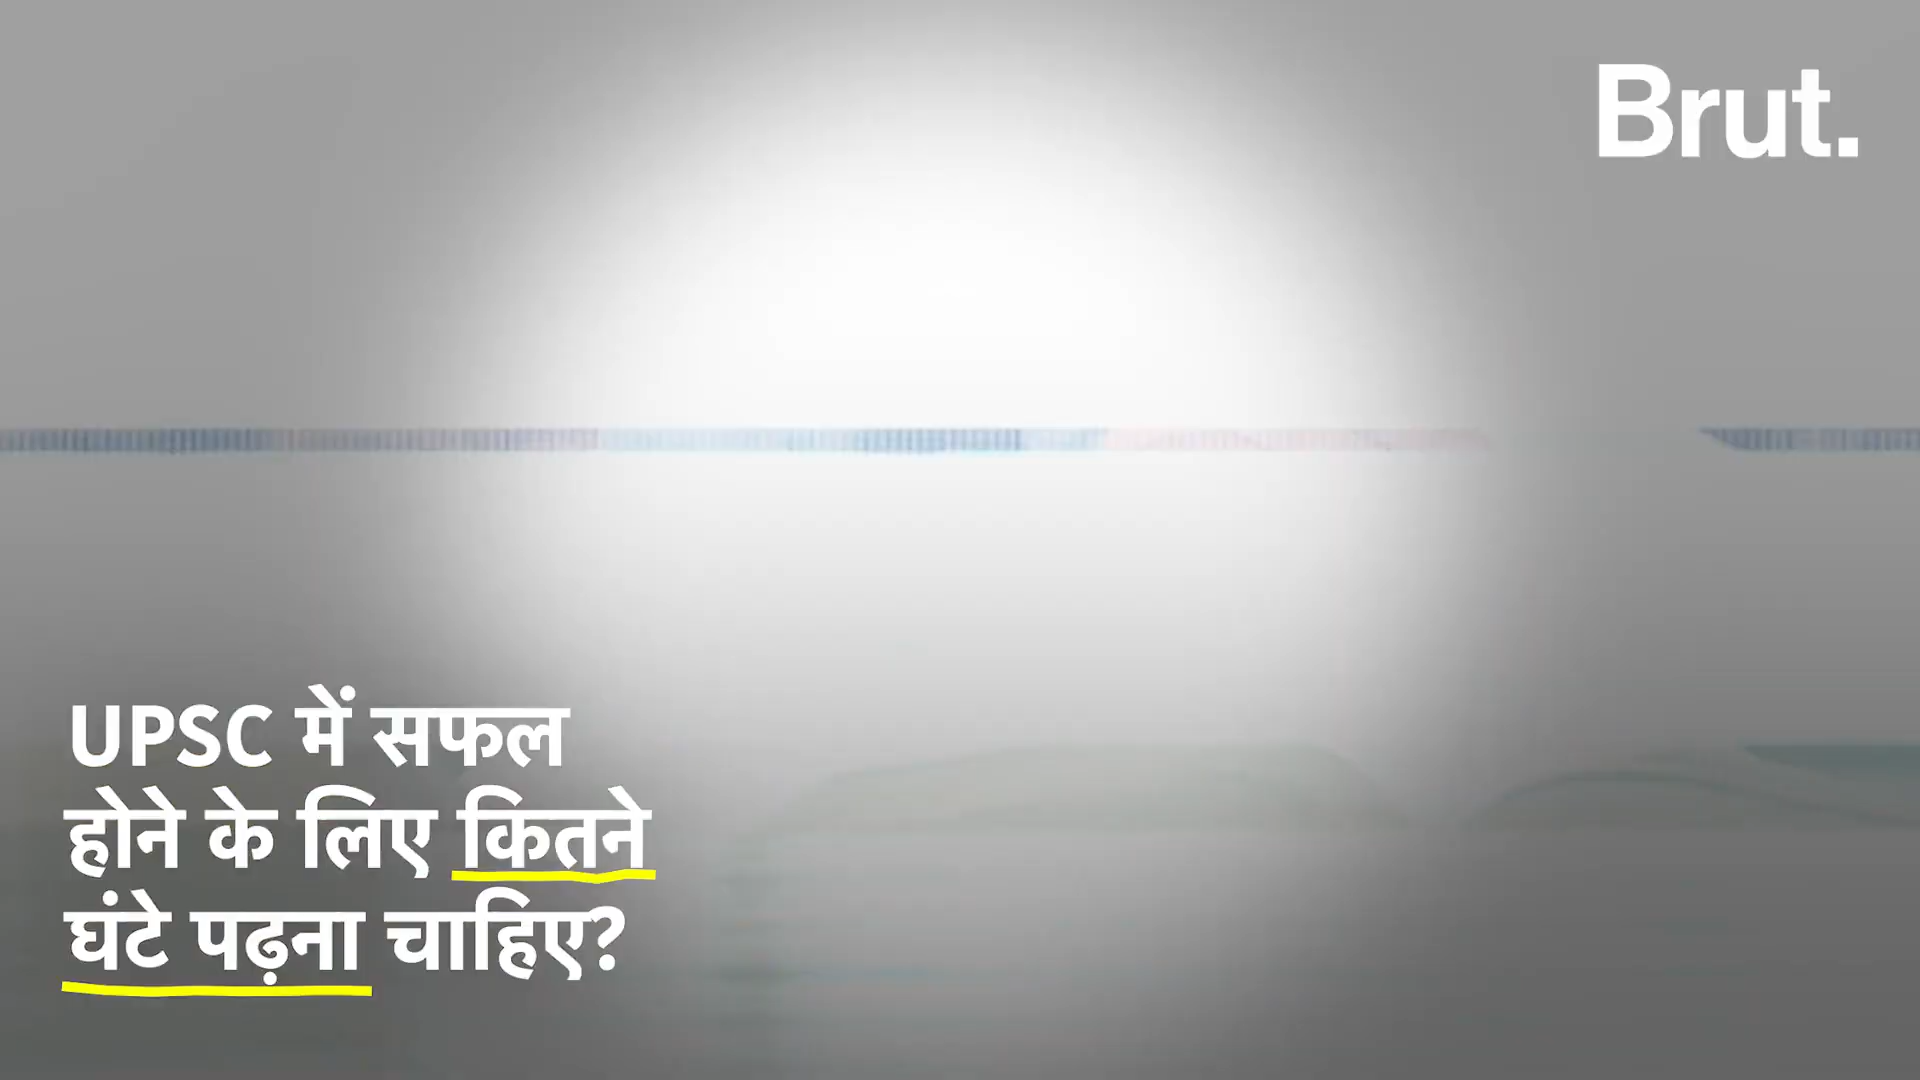 Brut.
UPSC में सफल
होने के लिए कितने
घंटे पढ़ना चाहिए?